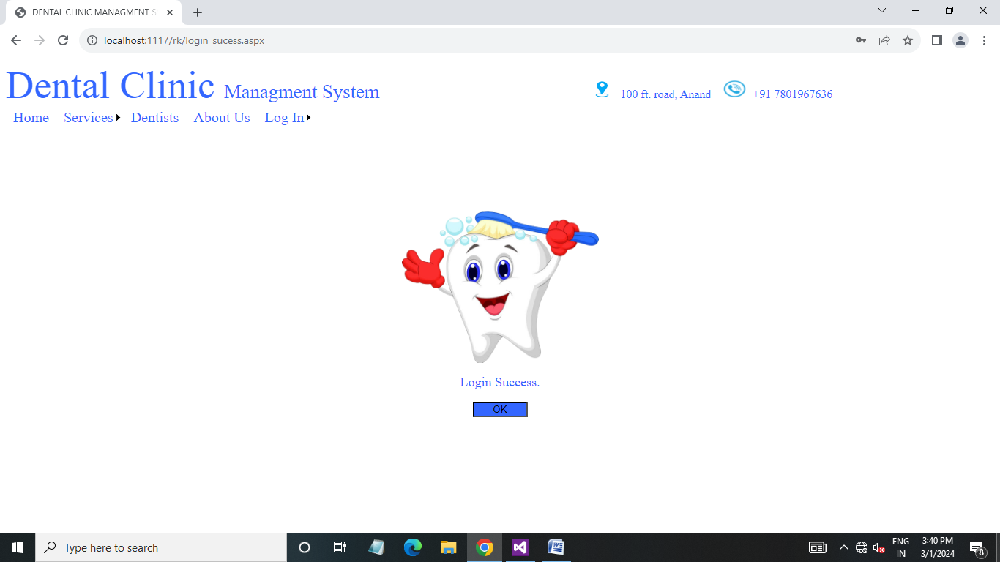 DENTAL CLINIC MANAGMENT S
localhost:1117/rk/login_sucess.aspx
Dental Clinic Managment System
100 ft. road, Anand
+91 7801967636
Home Services Dentists About Us Log In
Login Success.
OK
Type here to search
ENG
IN
3:40 PM
3/1/2024
8